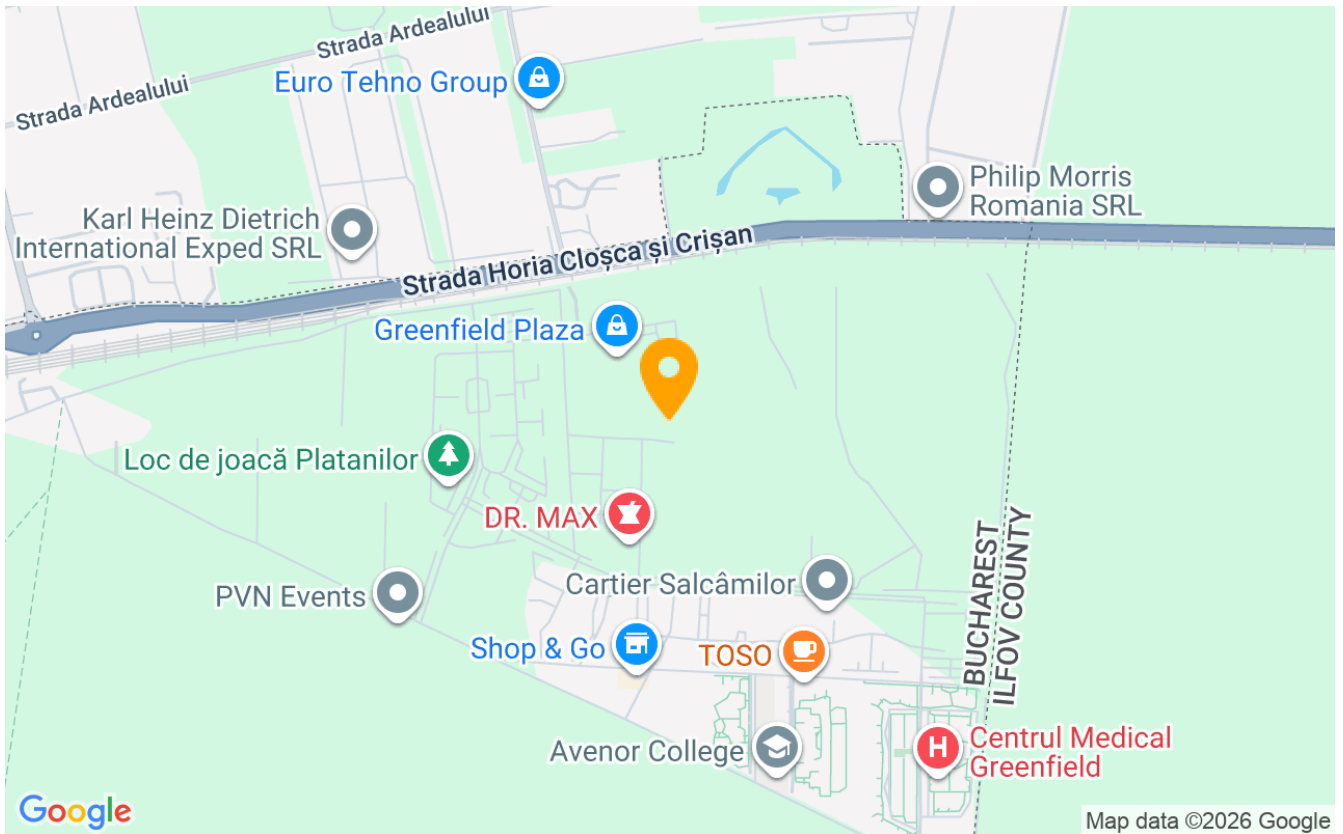 Strada Ardealului
Euro Tehno Group
Strada Ardealului
Philip Morris
Romania SRL
Karl Heinz Dietrich
International Exped SRL
Strada Horia Cloșca și Crișan
Greenfield Plaza
Loc de joacă Platanilor
DR. MAX
BUCHAREST
ILFOV COUNTY
Cartier Salcâmilor
PVN Events
Shop & Go
TOSO
Avenor College
H
Centrul Medical
Greenfield
Google
Map data ©2026 Google